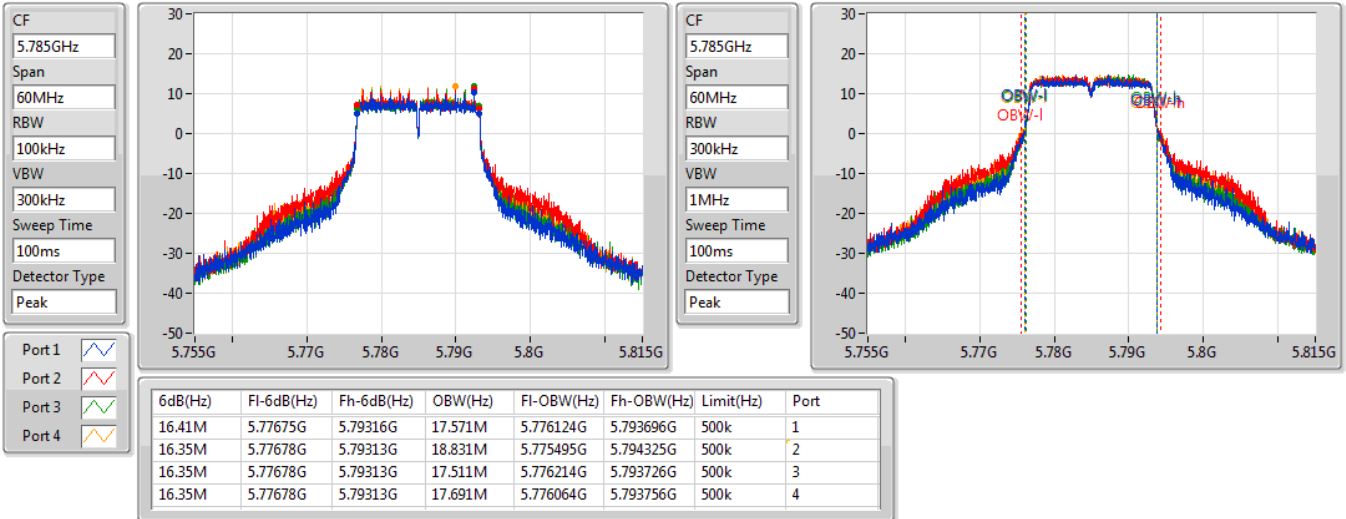 CF
5.785GHz
Span
60MHz
RBW
100kHz
VBW
300kHz
Sweep Time
100ms
Detector Type
Peak
30
20
10
0
-10
-20
-30
-40
-50
5.755G 5.77G 5.78G 5.79G 5.8G 5.815G
CF
5.785GHz
Span
60MHz
RBW
300kHz
VBW
1MHz
Sweep Time
100ms
Detector Type
Peak
30
20
10
0
-10
-20
-30
-40
-50
OBW-l OBW-h
OBW-l
5.755G 5.77G 5.78G 5.79G 5.8G 5.815G
Port 1
Port 2
Port 3
Port 4
6dB(Hz) Fl-6dB(Hz) Fh-6dB(Hz) OBW(Hz) Fl-OBW(Hz) Fh-OBW(Hz) Limit(Hz) Port
16.41M 5.77675G 5.79316G 17.571M 5.776124G 5.793696G 500k 1
16.35M 5.77678G 5.79313G 18.831M 5.775495G 5.794325G 500k 2
16.35M 5.77678G 5.79313G 17.511M 5.776214G 5.793726G 500k 3
16.35M 5.77678G 5.79313G 17.691M 5.776064G 5.793756G 500k 4